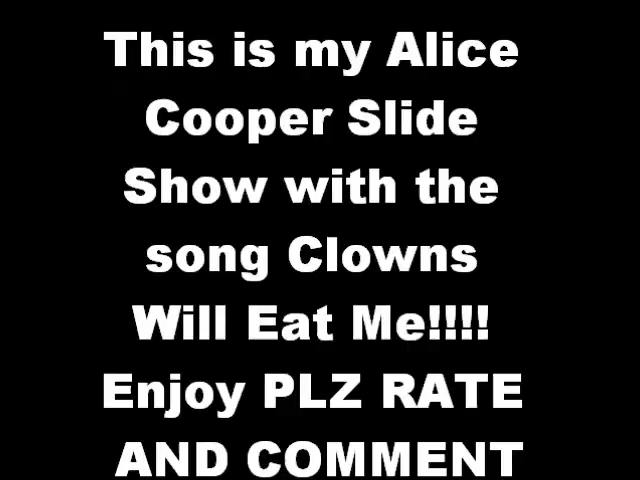 This is my Alice
Cooper Slide
Show with the
song Clowns
Will Eat Me!!!!
Enjoy PLZ RATE
AND COMMENT